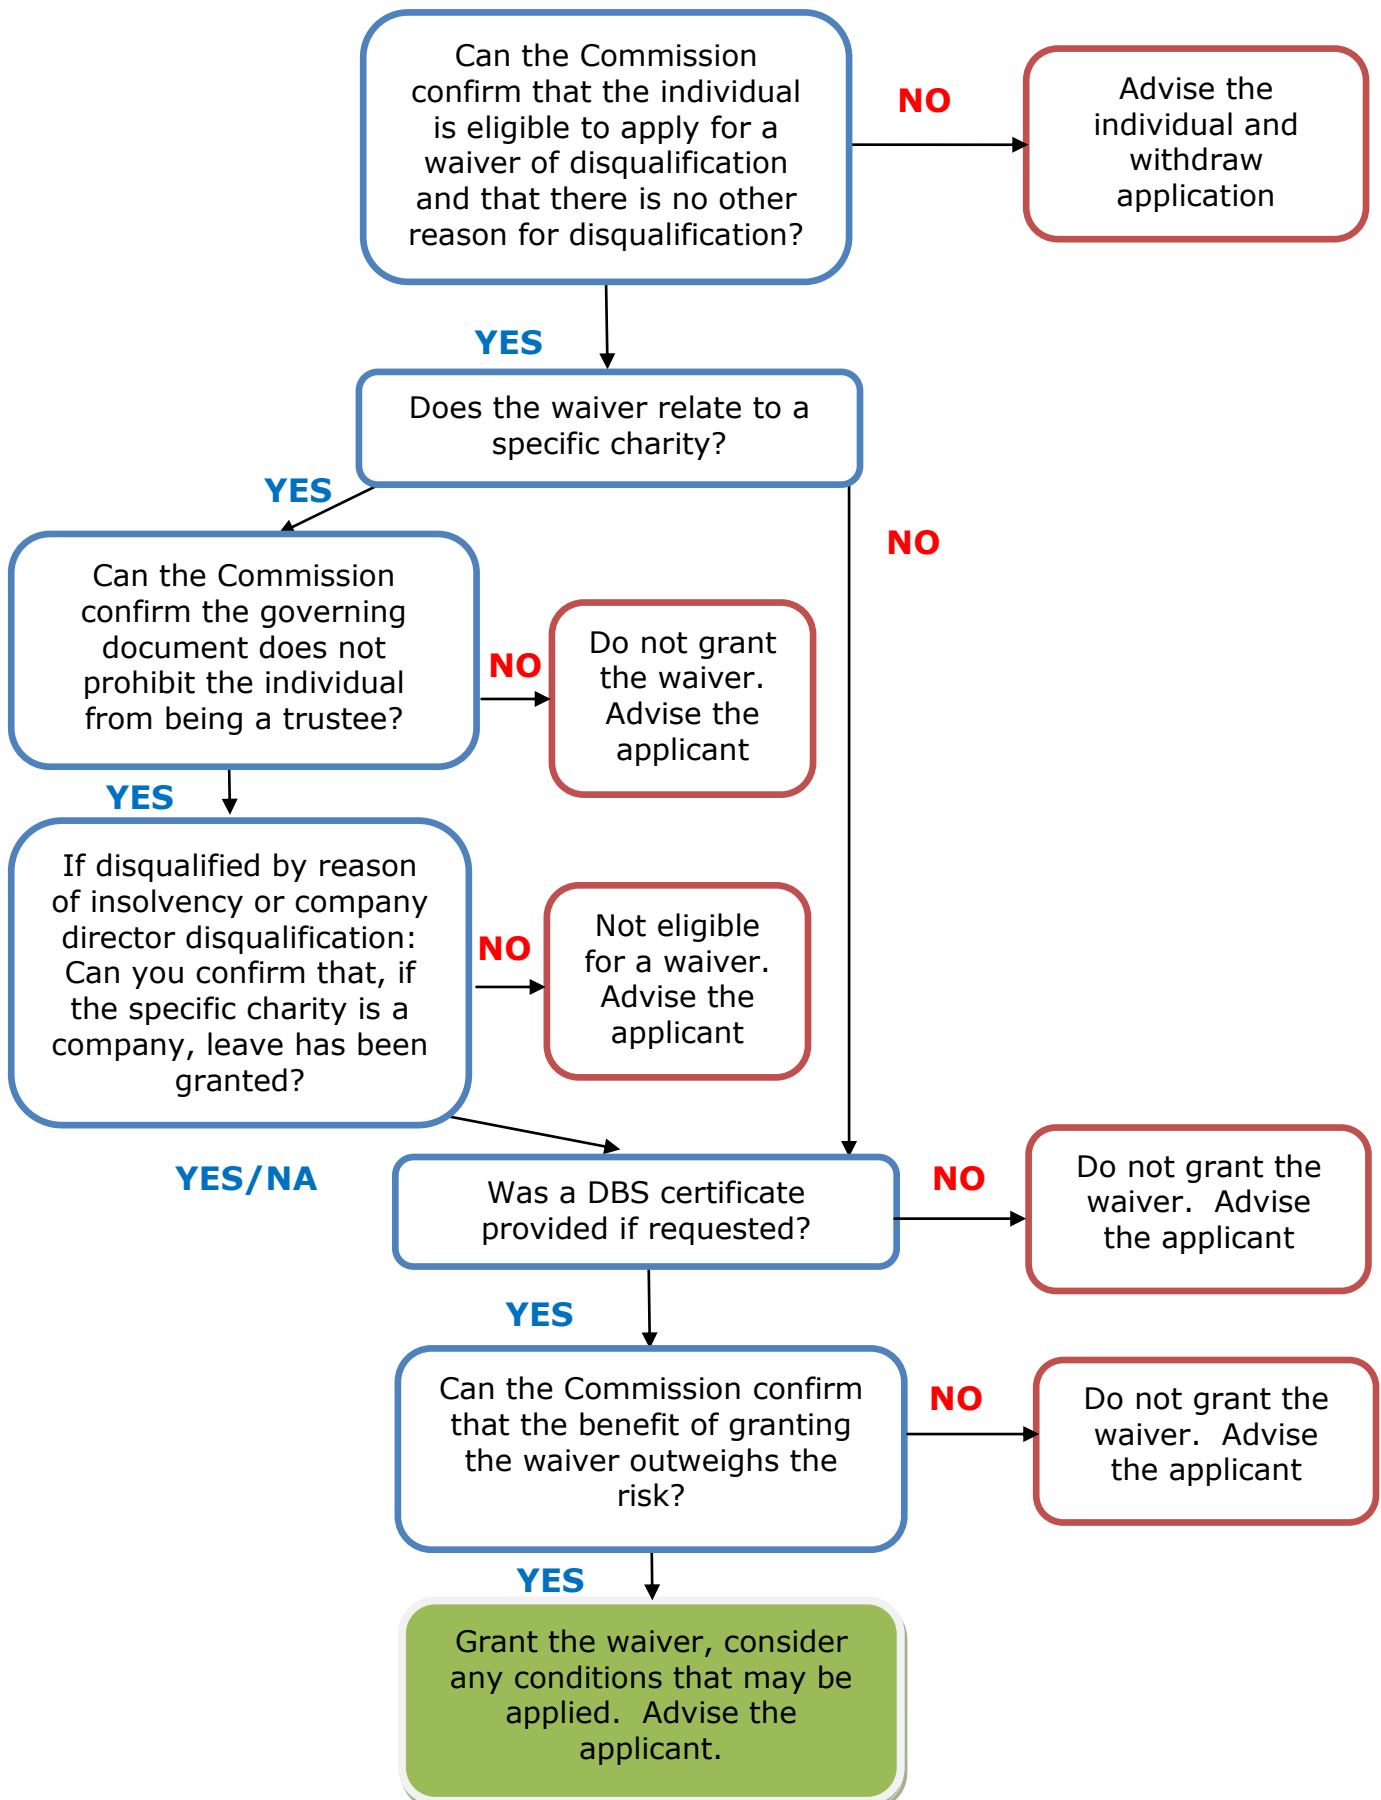 Can the Commission
confirm that the individual
is eligible to apply for a
waiver of disqualification
and that there is no other
reason for disqualification?
NO
Advise the
individual and
withdraw
application
YES
Does the waiver relate to a
specific charity?
YES
NO
Can the Commission
confirm the governing
document does not
prohibit the individual
from being a trustee?
NO
Do not grant
the waiver.
Advise the
applicant
YES
If disqualified by reason
of insolvency or company
director disqualification:
Can you confirm that, if
the specific charity is a
company, leave has been
granted?
NO
Not eligible
for a waiver.
Advise the
applicant
YES/NA
Was a DBS certificate
provided if requested?
NO
Do not grant the
waiver.  Advise
the applicant
YES
Can the Commission confirm
that the benefit of granting
the waiver outweighs the
risk?
NO
Do not grant the
waiver.  Advise
the applicant
YES
Grant the waiver, consider
any conditions that may be
applied.  Advise the
applicant.